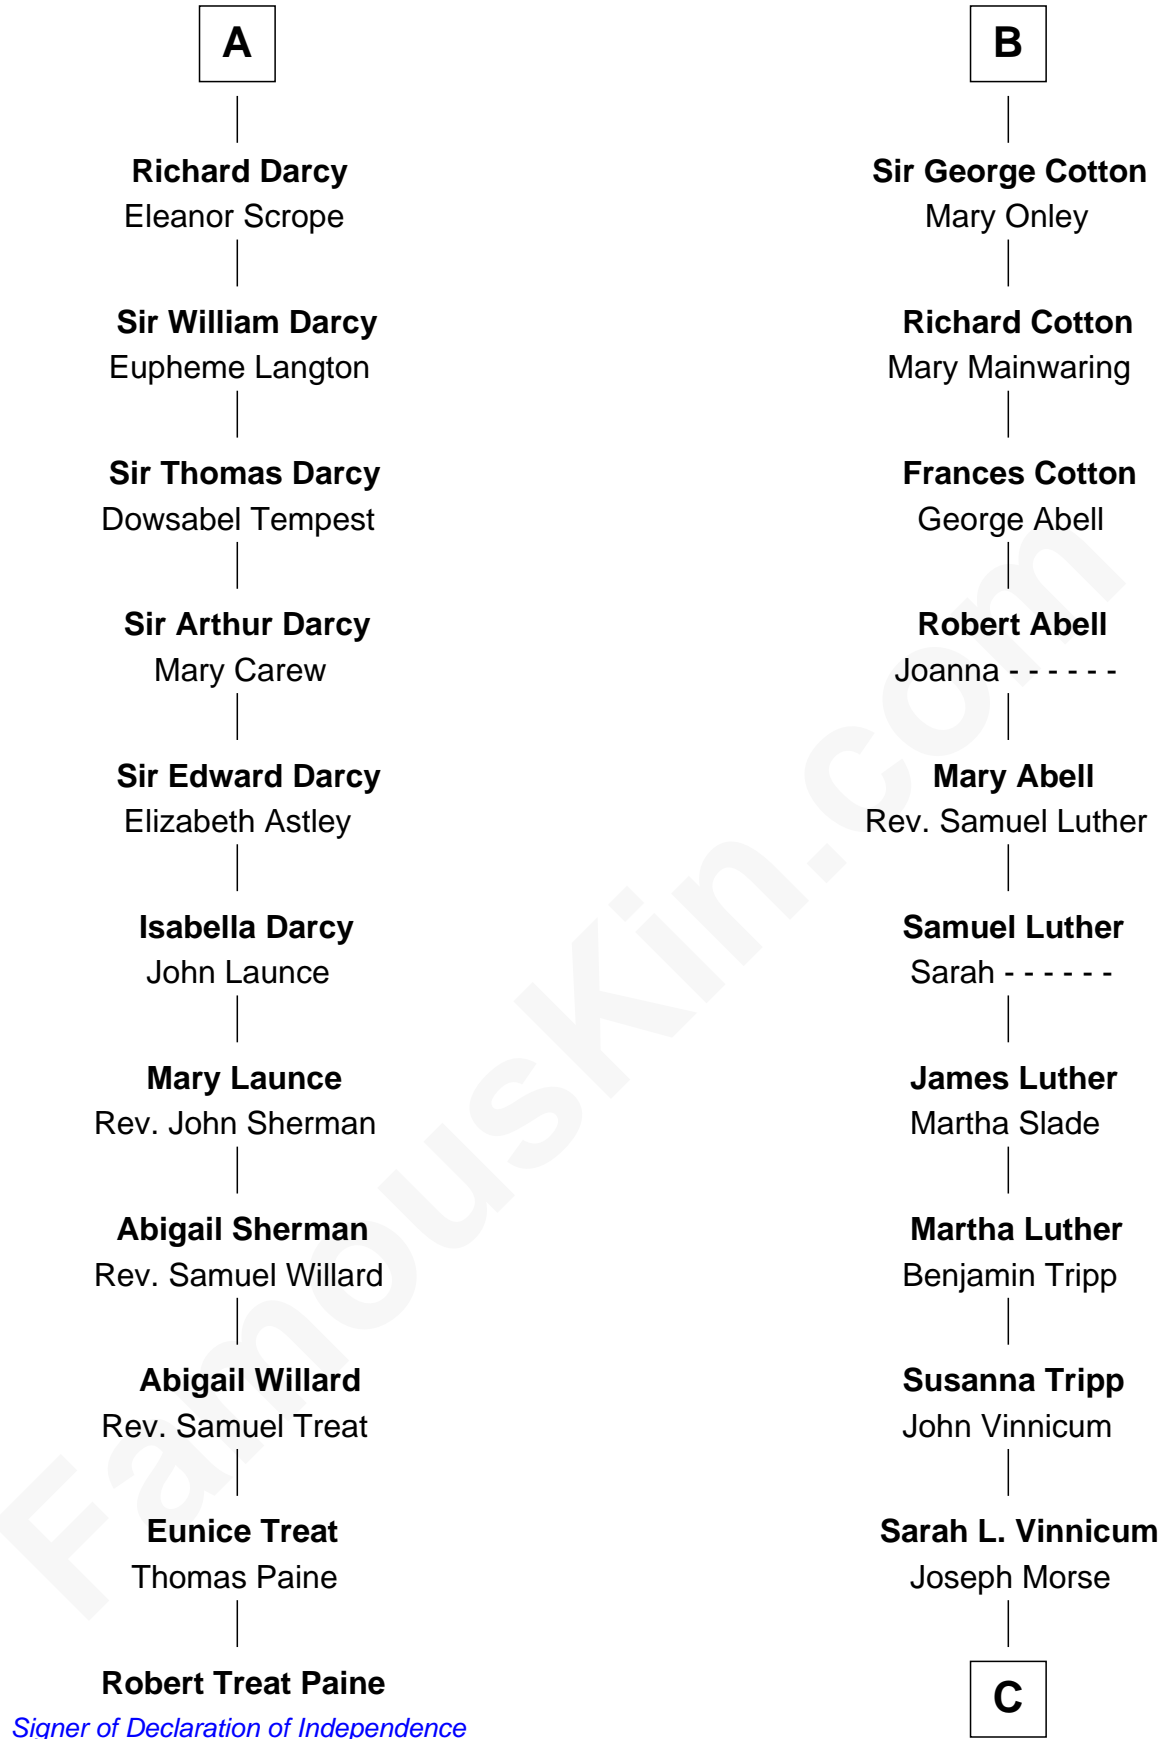 A
Richard Darcy
Eleanor Scrope
Sir William Darcy
Eupheme Langton
Sir Thomas Darcy
Dowsabel Tempest
Sir Arthur Darcy
Mary Carew
Sir Edward Darcy
Elizabeth Astley
Isabella Darcy
John Launce
Mary Launce
Rev. John Sherman
Abigail Sherman
Rev. Samuel Willard
Abigail Willard
Rev. Samuel Treat
Eunice Treat
Thomas Paine
Robert Treat Paine
Signer of Declaration of Independence
B
Sir George Cotton
Mary Onley
Richard Cotton
Mary Mainwaring
Frances Cotton
George Abell
Robert Abell
Joanna - - - - - -
Mary Abell
Rev. Samuel Luther
Samuel Luther
Sarah - - - - - -
James Luther
Martha Slade
Martha Luther
Benjamin Tripp
Susanna Tripp
John Vinnicum
Sarah L. Vinnicum
Joseph Morse
C
FamousKin.com